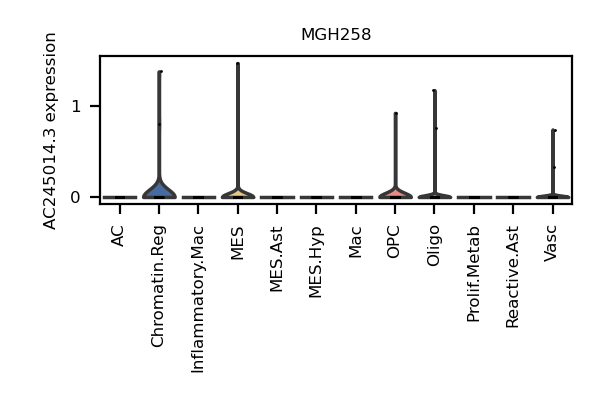 MGH258
AC245014.3 expression
1
0
AC
Chromatin.Reg
Inflammatory.Mac
MES
MES.Ast
MES.Hyp
Mac
OPC
Oligo
Prolif.Metab
Reactive.Ast
Vasc